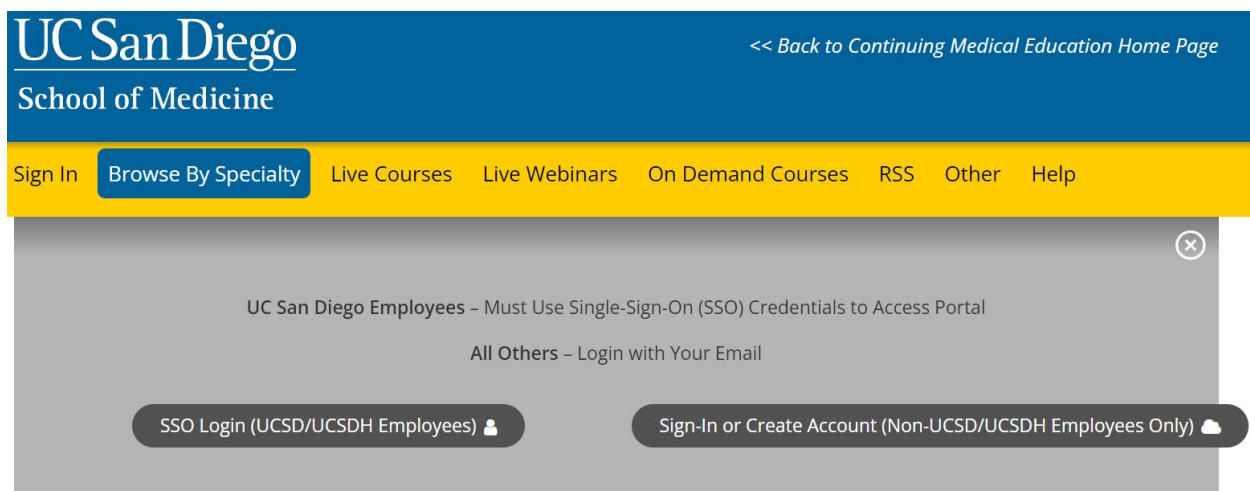 UC San Diego
School of Medicine
<< Back to Continuing Medical Education Home Page
Sign In Browse By Specialty Live Courses Live Webinars On Demand Courses RSS Other Help
UC San Diego Employees – Must Use Single-Sign-On (SSO) Credentials to Access Portal
All Others – Login with Your Email
SSO Login (UCSD/UCSDH Employees)
Sign-In or Create Account (Non-UCSD/UCSDH Employees Only)